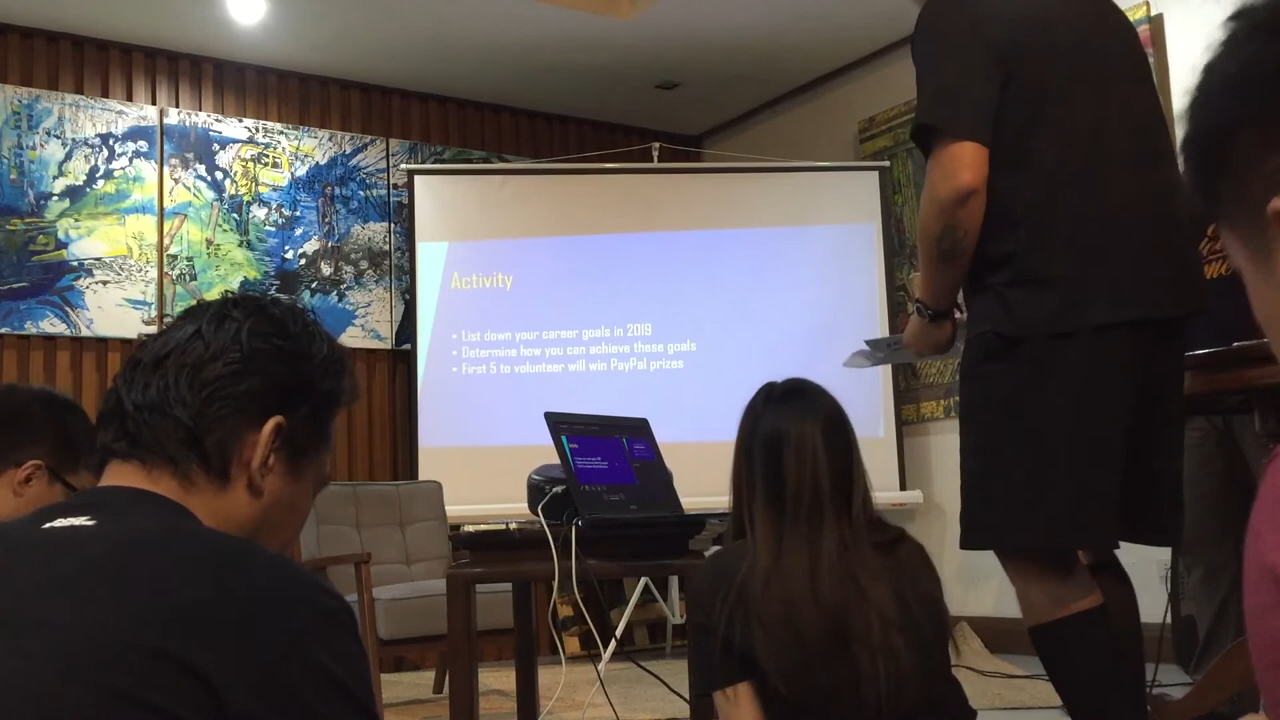 Activity
• List down your career goals in 2019
• Determine how you can achieve these goals
• First 5 to volunteer will win PayPal prizes